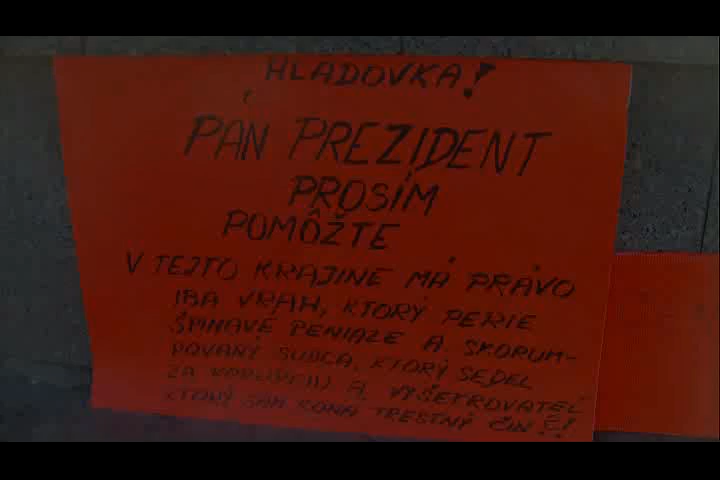 HLADOVKA!
PÁN PREZIDENT
PROSÍM
POMÔŽTE
V TEJTO KRAJINE MÁ PRÁVO
IBA VRAH, KTORÝ PERIE
ŠPINAVÉ PENIAZE A SKORUM-
POVANÝ SUDCA, KTORÝ SEDEL
ZA KORUPCIU A VYŠETROVATEĽ
KTORÝ SÁM KONÁ TRESTNÝ ČIN !!